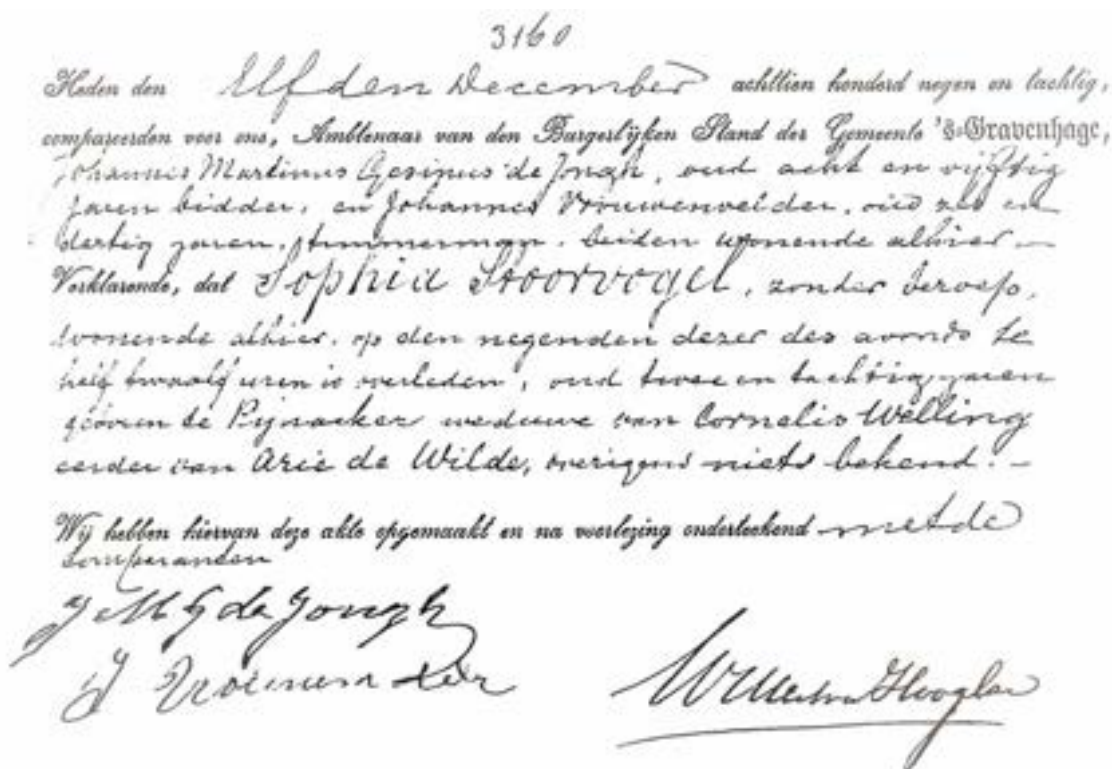 3160
Heden den Elfden December achttien honderd negen en tachtig,
compareerden voor ons, Ambtenaar van den Burgerlijken Stand der Gemeente 's-Gravenhage,
Johannes Martinus Gesinus de Jongh, oud acht en vijftig
jaren bidder, en Johannes Vrouwenvelder, oud zes en
dertig jaren, timmerman, beiden wonende alhier —
Verklarende, dat Sophia Stoorvogel, zonder beroep,
wonende alhier, op den negenden dezer des avonds te
half twaalf uren is overleden, oud twee en tachtig jaren
geboren te Pijnacker weduwe van Cornelis Welling
eerder van Arie de Wilde, overigens niets bekend. —
Wij hebben hiervan deze akte opgemaakt en na voorlezing onderteekend met de
comparanten
J M G de Jongh
J